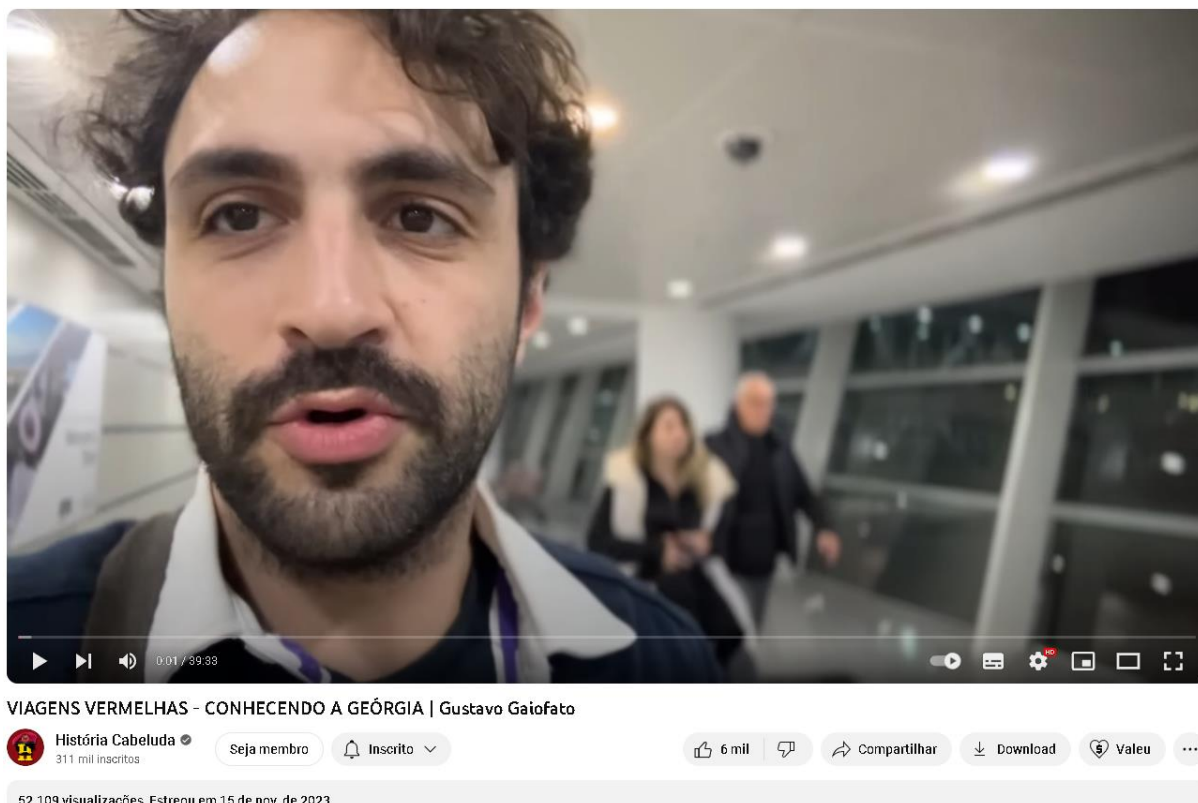 0:01 / 39:33
HD
VIAGENS VERMELHAS - CONHECENDO A GEÓRGIA | Gustavo Gaiofato
História Cabeluda
311 mil inscritos
Seja membro
Inscrito
6 mil
Compartilhar
Download
Valeu
52.109 visualizações Estreou em 15 de nov. de 2023